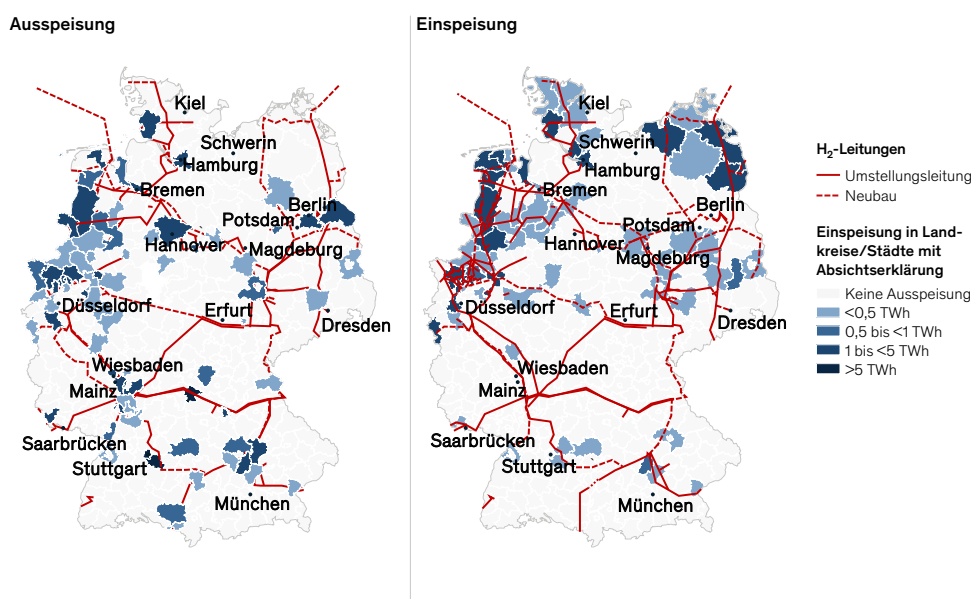 Ausspeisung
Kiel
Schwerin
Hamburg
Bremen
Berlin
Potsdam
Hannover
Magdeburg
Düsseldorf
Erfurt
Dresden
Wiesbaden
Mainz
Saarbrücken
Stuttgart
München
Einspeisung
Kiel
Schwerin
Hamburg
Bremen
Berlin
Potsdam
Hannover
Magdeburg
Düsseldorf
Erfurt
Dresden
Wiesbaden
Mainz
Saarbrücken
Stuttgart
München
H₂-Leitungen
Umstellungsleitung
Neubau
Einspeisung in Land-
kreise/Städte mit
Absichtserklärung
Keine Ausspeisung
<0,5 TWh
0,5 bis <1 TWh
1 bis <5 TWh
>5 TWh